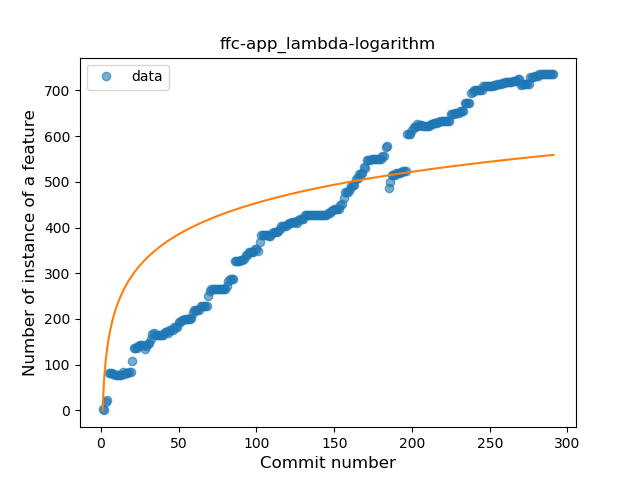 ffc-app_lambda-logarithm
data
Number of instance of a feature
700
600
500
400
300
200
100
0
0 50 100 150 200 250 300
Commit number